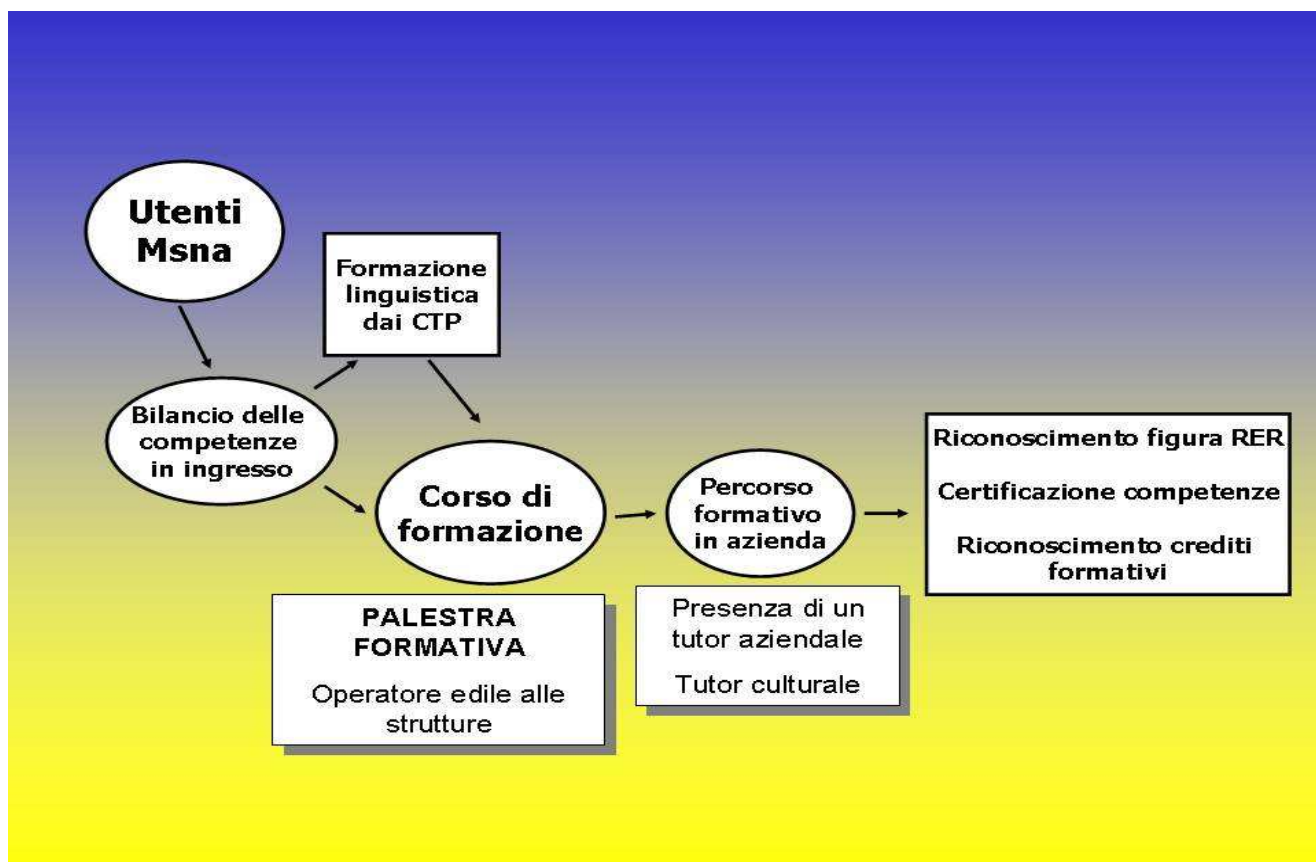 Utenti
Msna
Formazione
linguistica
dai CTP
Bilancio delle
competenze
in ingresso
Corso di
formazione
Percorso
formativo
in azienda
Riconoscimento figura RER
Certificazione competenze
Riconoscimento crediti
formativi
PALESTRA
FORMATIVA
Operatore edile alle
strutture
Presenza di un
tutor aziendale
Tutor culturale